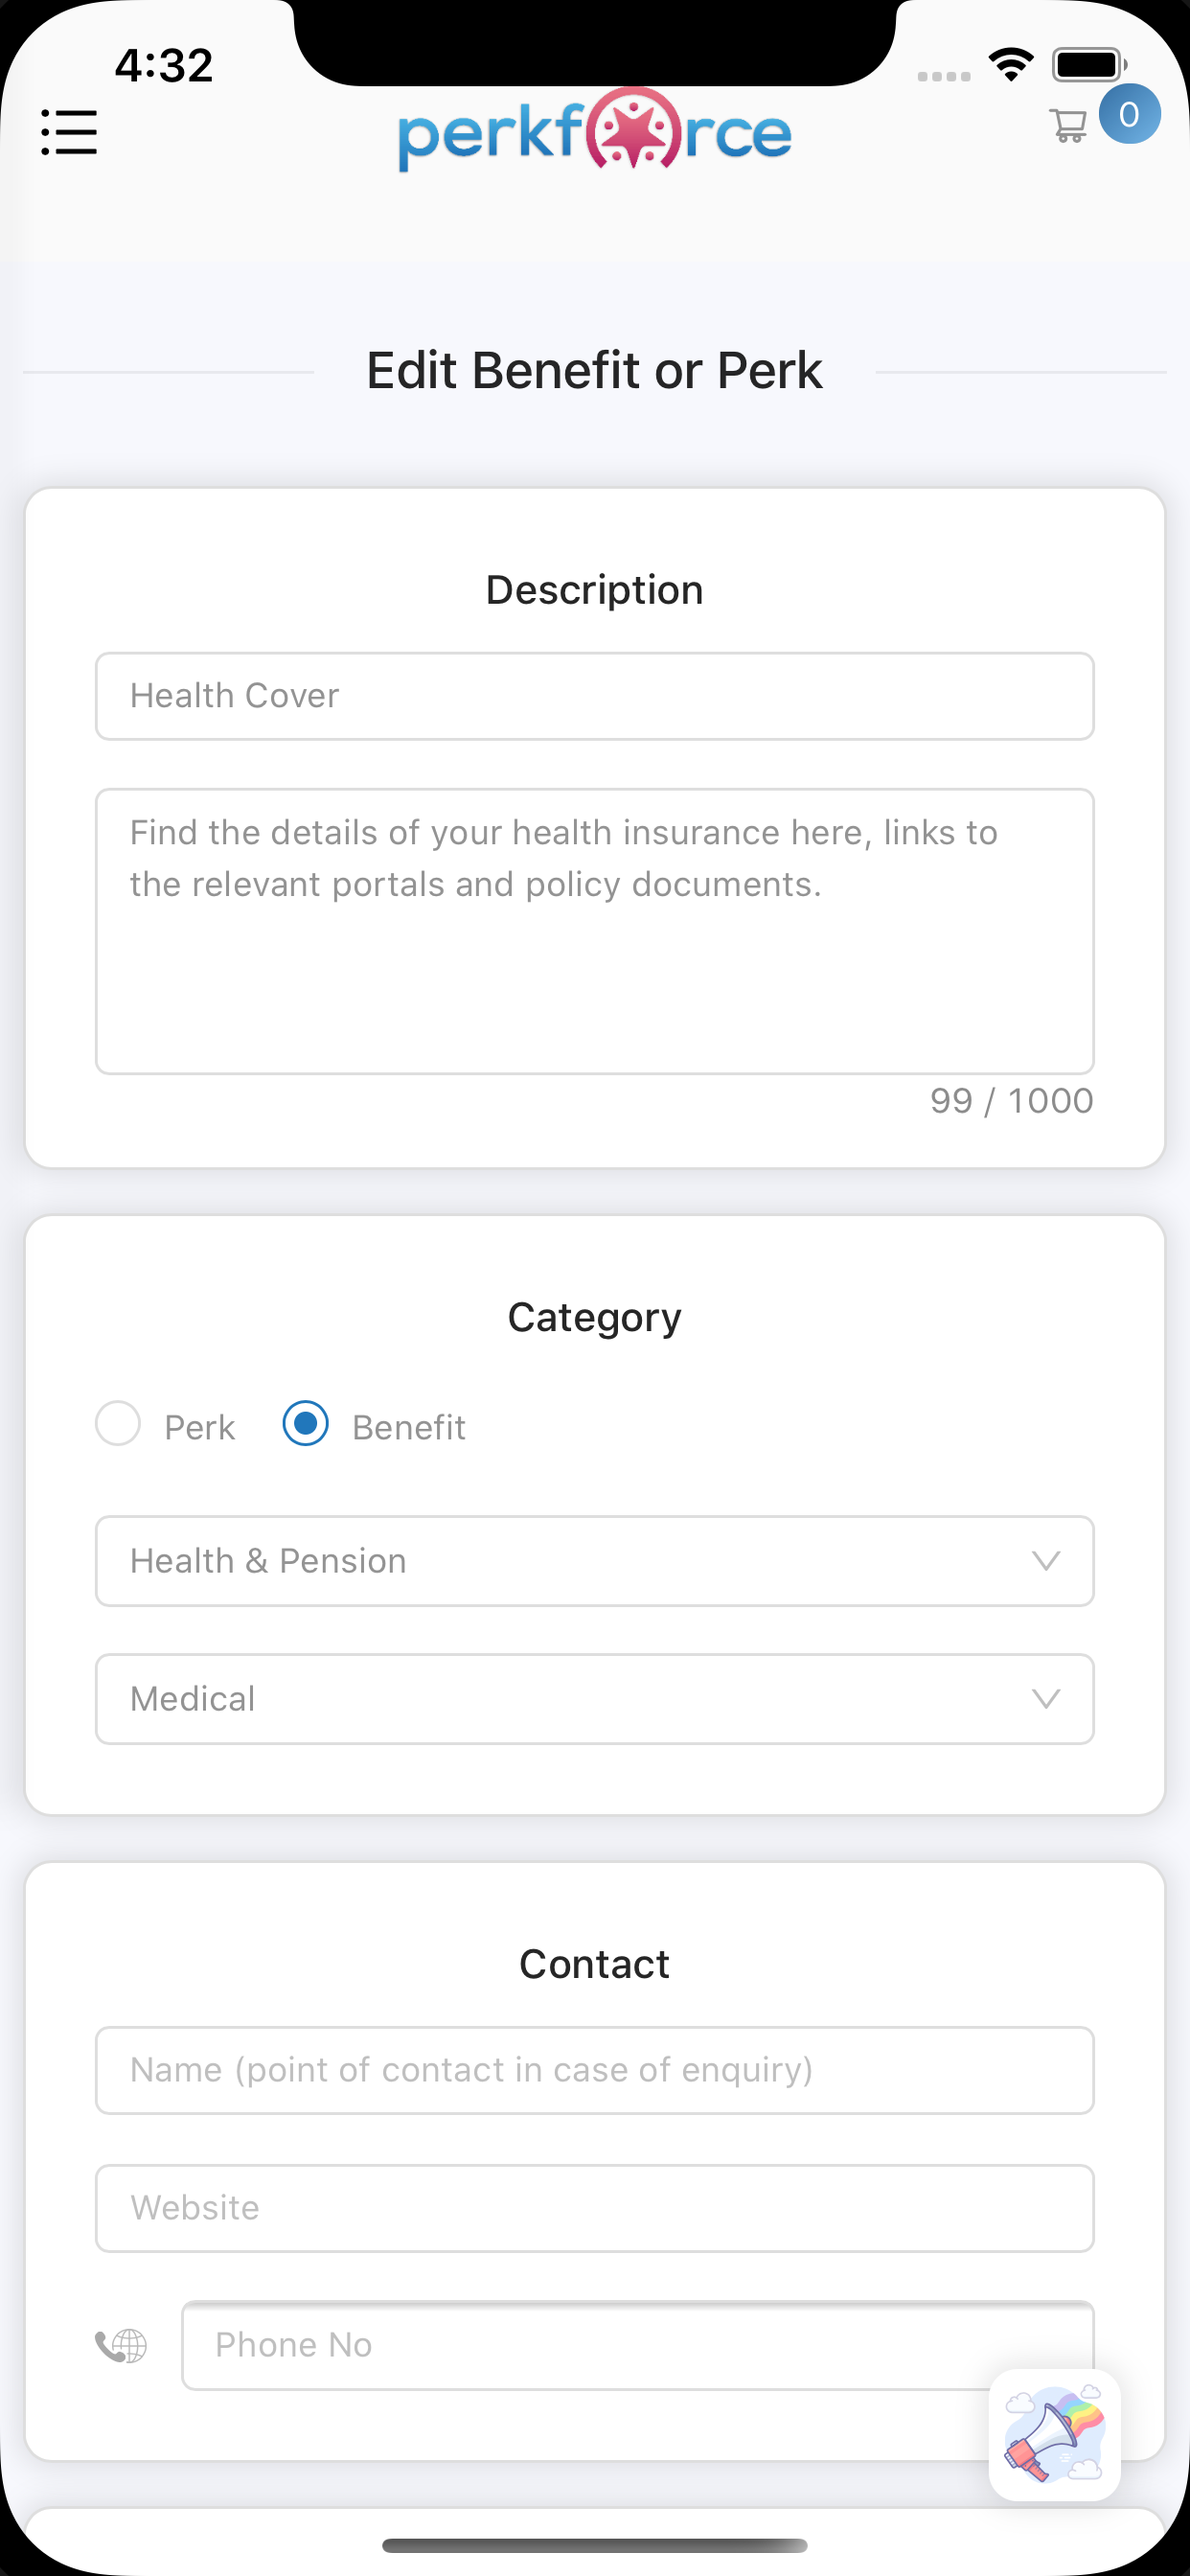 4:32
perkforce
0
Edit Benefit or Perk
Description
Health Cover
Find the details of your health insurance here, links to
the relevant portals and policy documents.
99 / 1000
Category
Perk
Benefit
Health & Pension
Medical
Contact
Name (point of contact in case of enquiry)
Website
Phone No